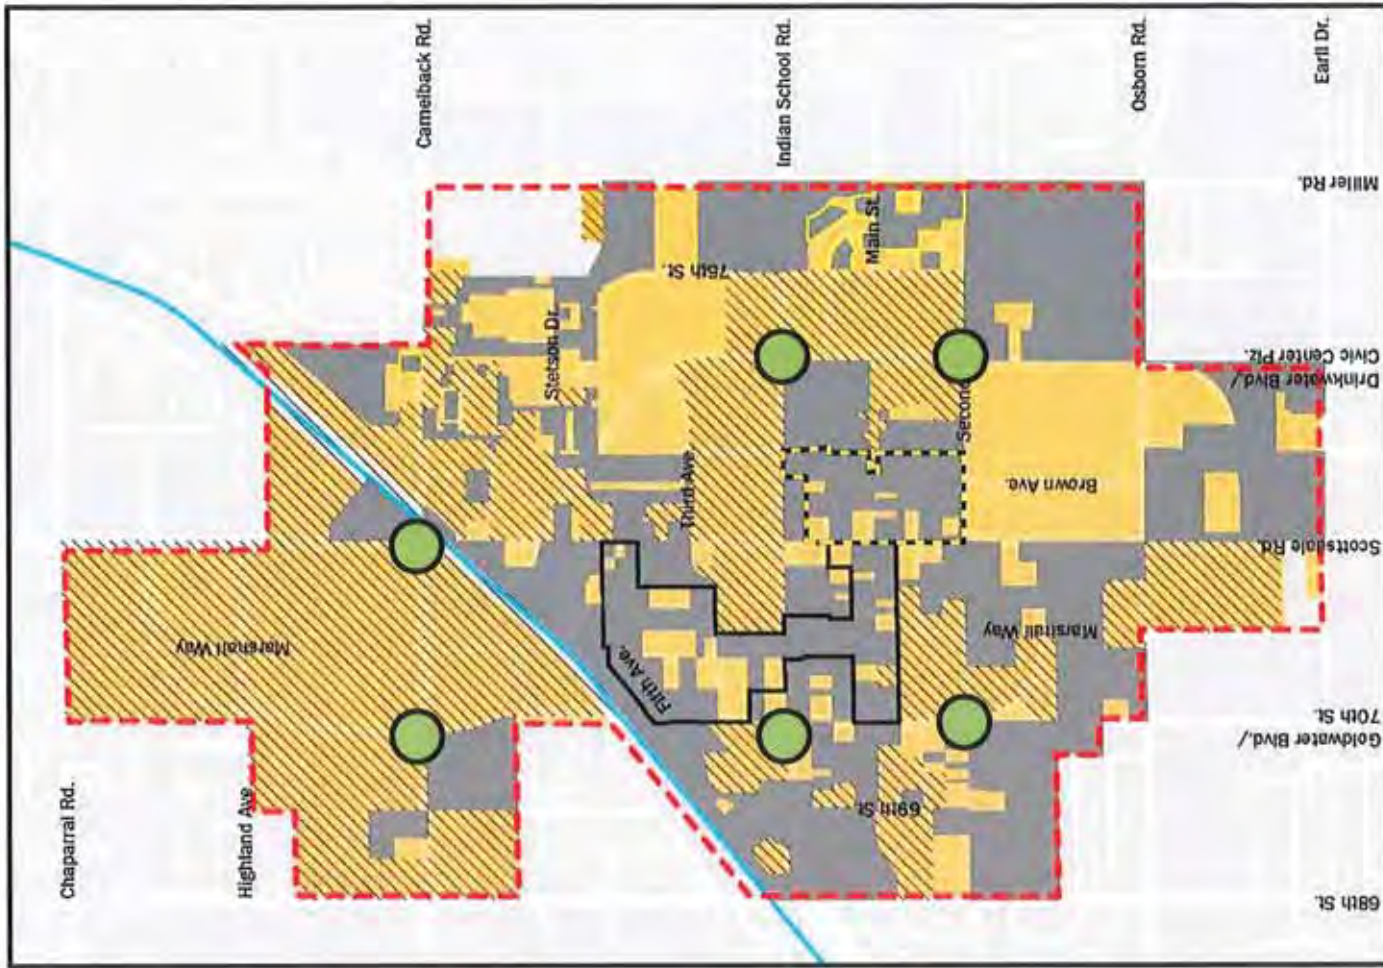 Chaparral Rd.
Highland Ave
Camelback Rd.
Indian School Rd.
Osborn Rd.
Earll Dr.
Miller Rd.
75th St.
Main St.
Stetson Dr.
Civic Center Plz.
Drinkwater Blvd./
Second
Third Ave.
Brown Ave.
Scottsdale Rd.
Marshall Way
Fifth Ave.
Marshall Way
70th St.
Goldwater Blvd./
69th St.
68th St.